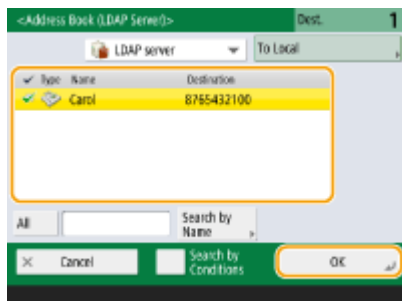 <Address Book (LDAP Server)> Dest. 1
LDAP server To Local
Type Name Destination
Carol 8765432100
All Search by
Name
Cancel Search by
Conditions OK